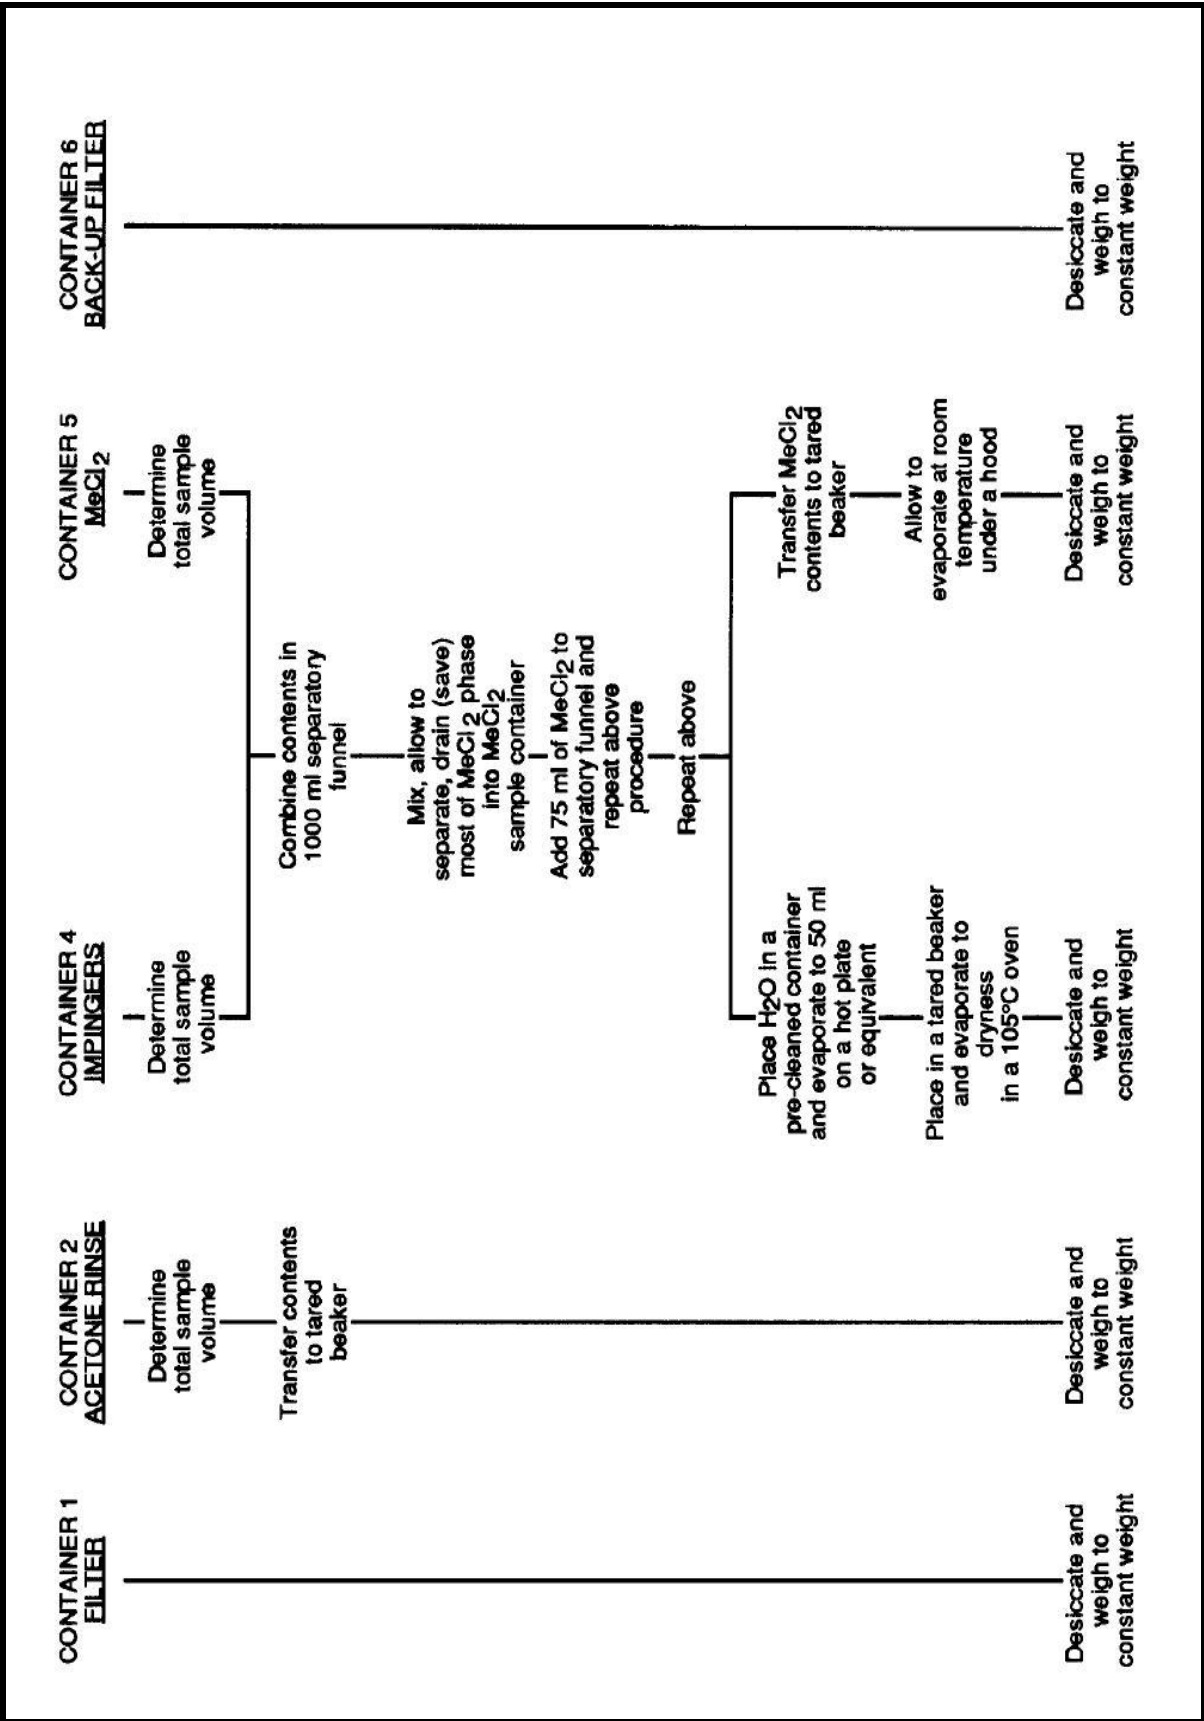 CONTAINER 1
FILTER
Desiccate and
weigh to
constant weight
CONTAINER 2
ACETONE RINSE
Determine
total sample
volume
Transfer contents
to tared
beaker
Desiccate and
weigh to
constant weight
CONTAINER 4
IMPINGERS
Determine
total sample
volume
CONTAINER 5
MeCl2
Determine
total sample
volume
Combine contents in
1000 ml separatory
funnel
Mix, allow to
separate, drain (save)
most of MeCl2 phase
into MeCl2
sample container
Add 75 ml of MeCl2 to
separatory funnel and
repeat above
procedure
Repeat above
Place H2O in a
pre-cleaned container
and evaporate to 50 ml
on a hot plate
or equivalent
Place in a tared beaker
and evaporate to
dryness
in a 105°C oven
Desiccate and
weigh to
constant weight
Transfer MeCl2
contents to tared
beaker
Allow to
evaporate at room
temperature
under a hood
Desiccate and
weigh to
constant weight
CONTAINER 6
BACK-UP FILTER
Desiccate and
weigh to
constant weight